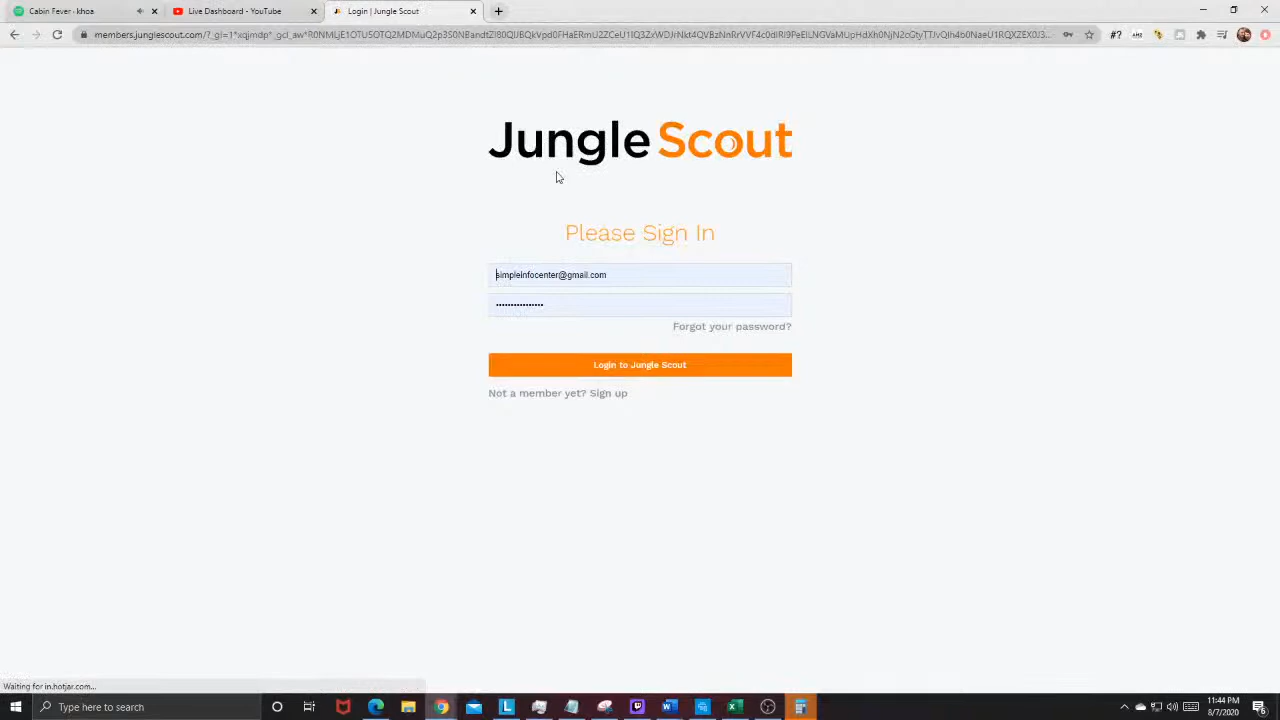 Cabin Fever - khoa
Live Dashboard - YouTube
Login | Jungle Scout
Jungle Scout
Please Sign In
simpleinfocenter@gmail.com
Forgot your password?
Login to Jungle Scout
Not a member yet? Sign up
Waiting for in.hotjar.com...
Type here to search
11:44 PM
8/7/2020